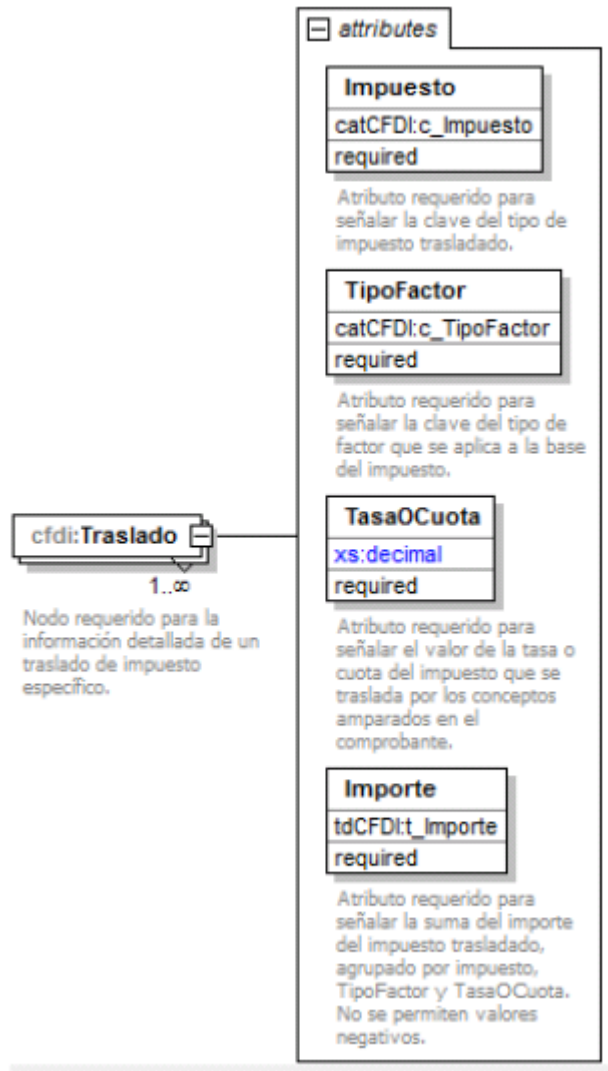 attributes
Impuesto
catCFDI:c_Impuesto
required
Atributo requerido para
señalar la clave del tipo de
impuesto trasladado.
TipoFactor
catCFDI:c_TipoFactor
required
Atributo requerido para
señalar la clave del tipo de
factor que se aplica a la base
del impuesto.
cfdi:Traslado
1..∞
Nodo requerido para la
información detallada de un
traslado de impuesto
específico.
TasaOCuota
xs:decimal
required
Atributo requerido para
señalar el valor de la tasa o
cuota del impuesto que se
traslada por los conceptos
amparados en el
comprobante.
Importe
tdCFDI:t_Importe
required
Atributo requerido para
señalar la suma del importe
del impuesto trasladado,
agrupado por impuesto,
TipoFactor y TasaOCuota.
No se permiten valores
negativos.